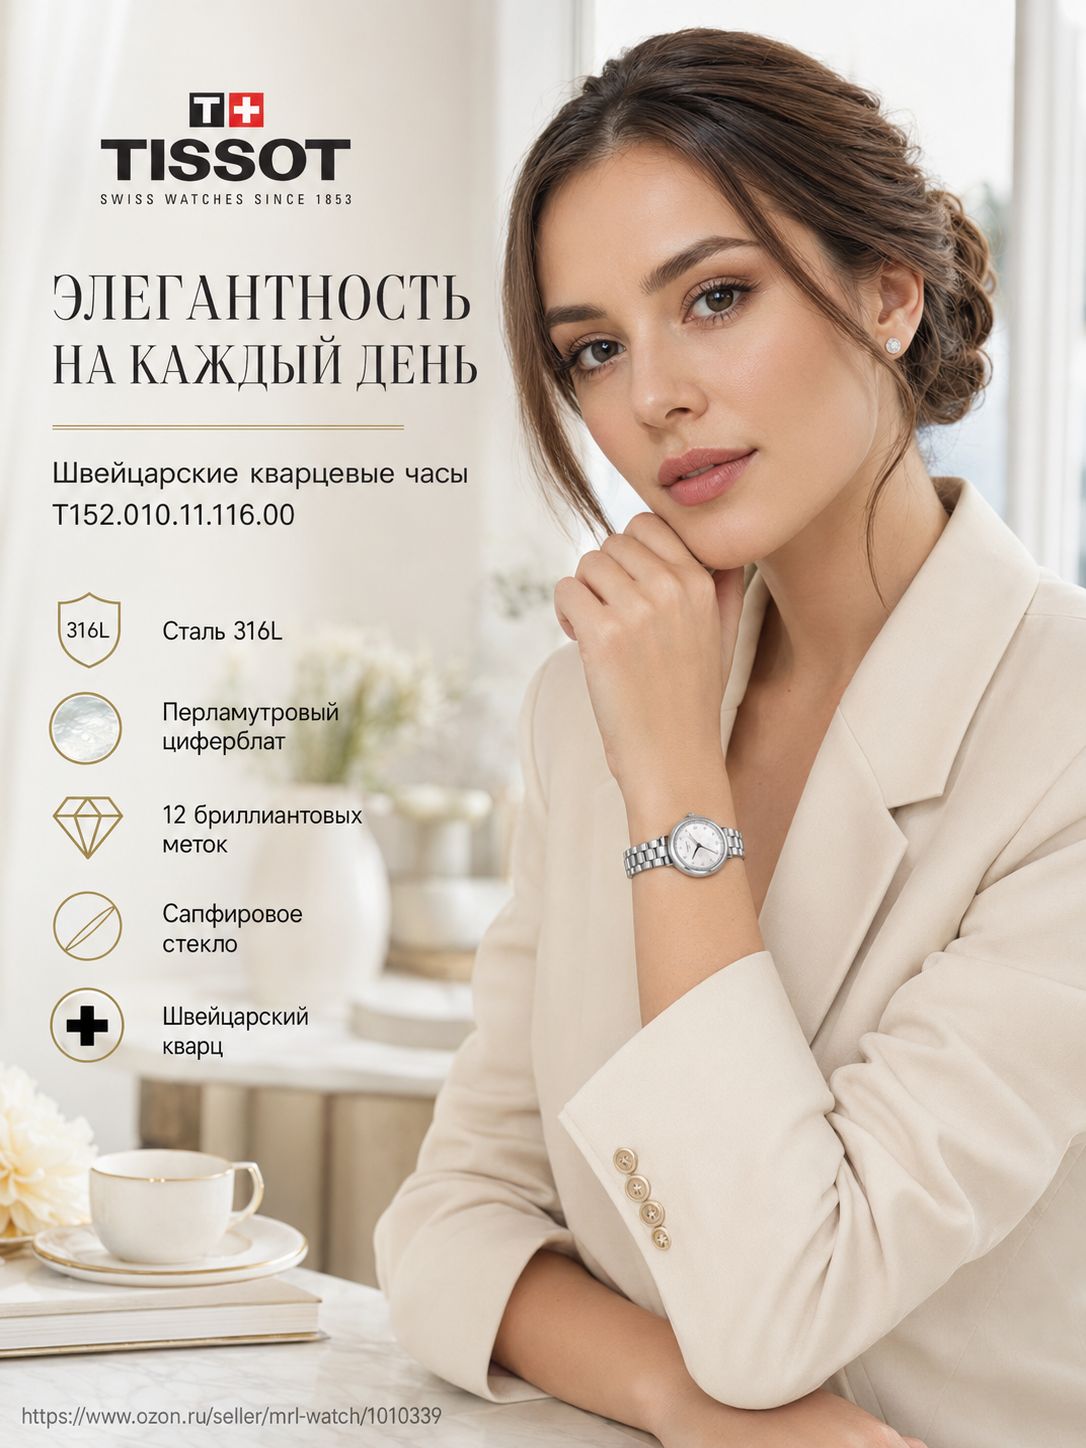 T+
TISSOT
SWISS WATCHES SINCE 1853
ЭЛЕГАНТНОСТЬ
НА КАЖДЫЙ ДЕНЬ
Швейцарские кварцевые часы
T152.010.11.116.00
316L
Сталь 316L
Перламутровый
циферблат
12 бриллиантовых
меток
Сапфировое
стекло
Швейцарский
кварц
https://www.ozon.ru/seller/mrl-watch/1010339